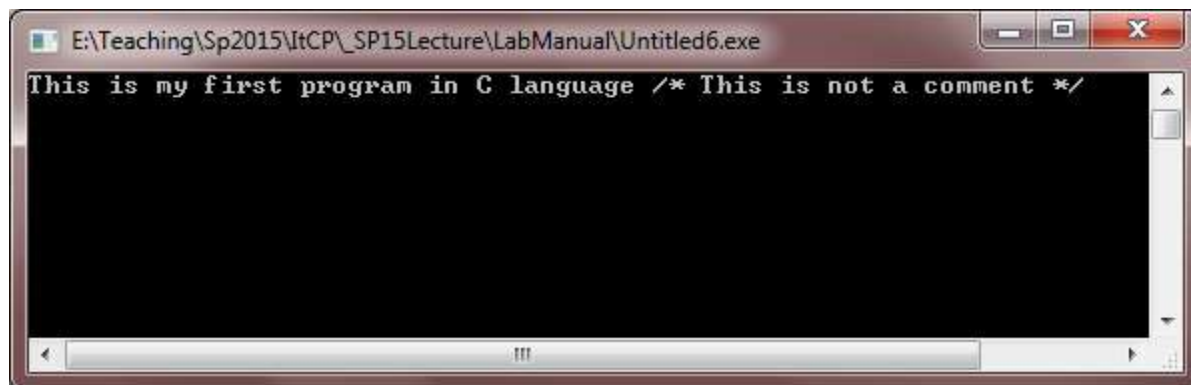 E:\Teaching\Sp2015\ItCP\_SP15Lecture\LabManual\Untitled6.exe
This is my first program in C language /* This is not a comment */